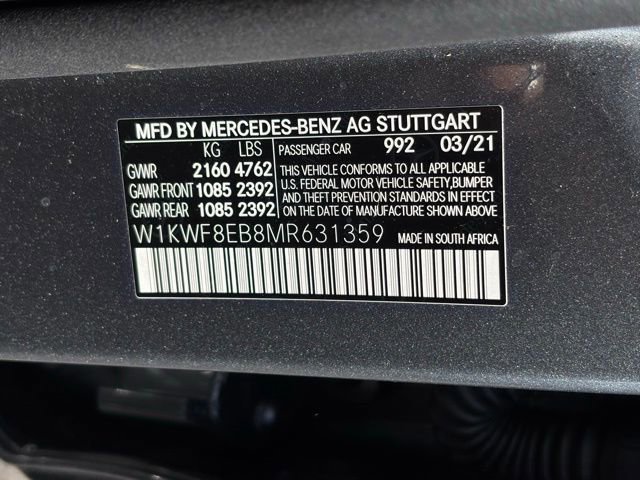 MFD BY MERCEDES-BENZ AG STUTTGART
KG LBS PASSENGER CAR 992 03/21
GVWR 2160 4762 THIS VEHICLE CONFORMS TO ALL APPLICABLE
GAWR FRONT 1085 2392 U.S. FEDERAL MOTOR VEHICLE SAFETY,BUMPER
GAWR REAR 1085 2392 AND THEFT PREVENTION STANDARDS IN EFFECT
ON THE DATE OF MANUFACTURE SHOWN ABOVE
W1KWF8EB8MR631359 MADE IN SOUTH AFRICA